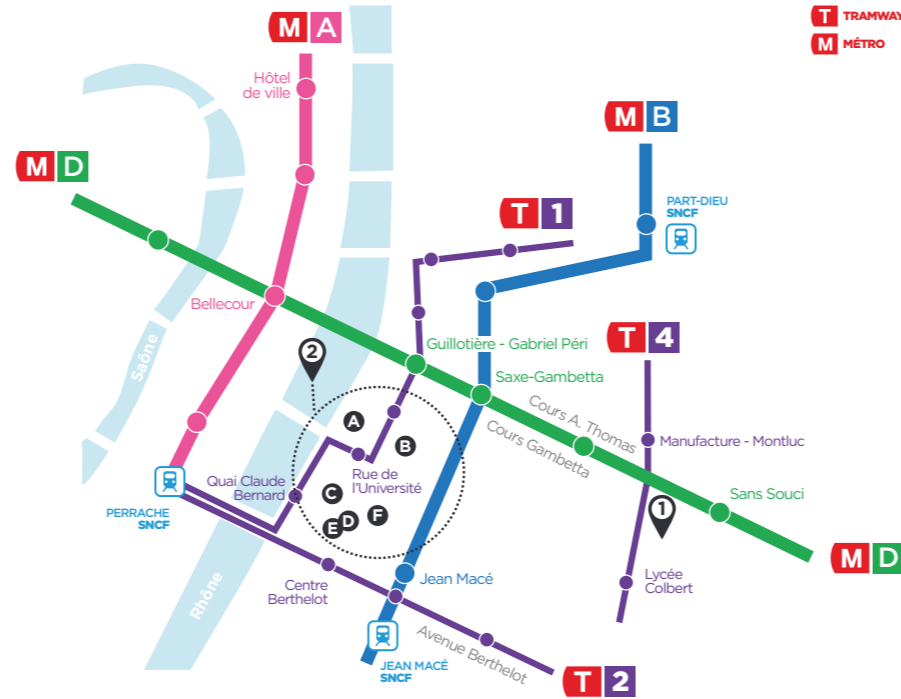 M A
T TRAMWAY
M MÉTRO
Hôtel
de ville
M B
M D
PART-DIEU
SNCF
T 1
Bellecour
Saône
Guillotière - Gabriel Péri
T 4
2
Saxe-Gambetta
Cours A. Thomas
Cours Gambetta
A
B
Manufacture - Montluc
Rue de
l'Université
Quai Claude
Bernard
C
D
E
F
Sans Souci
1
PERRACHE
SNCF
M D
Rhône
Centre
Berthelot
Jean Macé
Lycée
Colbert
Avenue Berthelot
JEAN MACÉ
SNCF
T 2